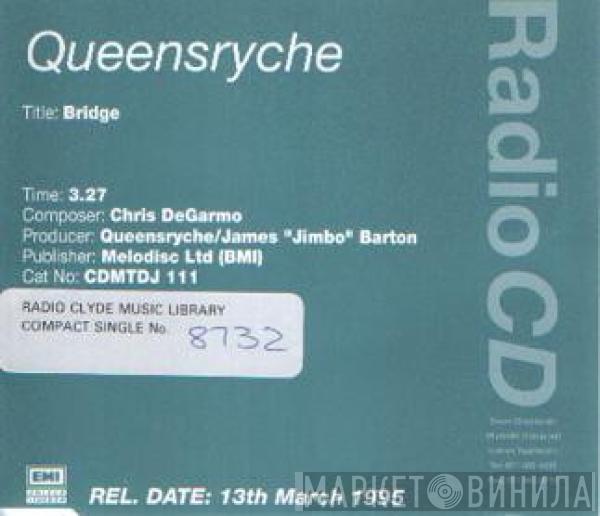 Queensryche
Title: Bridge
Time: 3.27
Composer: Chris DeGarmo
Producer: Queensryche/James "Jimbo" Barton
Publisher: Melodisc Ltd (BMI)
Cat No: CDMTDJ 111
RADIO CLYDE MUSIC LIBRARY
COMPACT SINGLE No. 8732
EMI
REL. DATE: 13th March 1995
Radio CD
МАРКЕТ ВИНИЛА